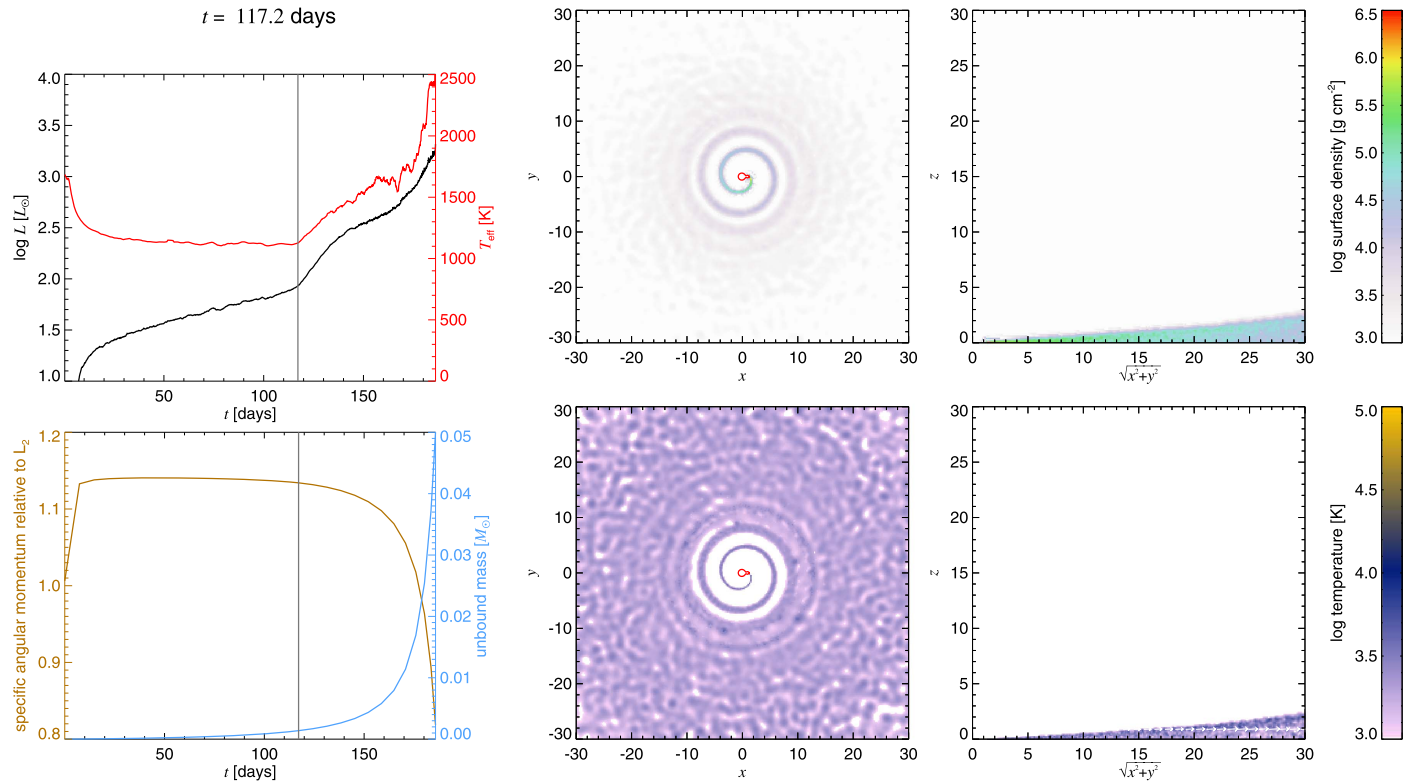 t = 117.2 days
4.0
3.5
3.0
2.5
2.0
1.5
1.0
log L [L☉]
2500
2000
1500
1000
500
0
T_eff [K]
50 100 150
t [days]
30
20
10
0
-10
-20
-30
y
-30 -20 -10 0 10 20 30
x
30
25
20
15
10
5
0
z
0 5 10 15 20 25 30
√x²+y²
6.5
6.0
5.5
5.0
4.5
4.0
3.5
3.0
log surface density [g cm⁻²]
1.2
1.1
1.0
0.9
0.8
specific angular momentum relative to L₂
0.05
0.04
0.03
0.02
0.01
0.00
unbound mass [M☉]
50 100 150
t [days]
30
20
10
0
-10
-20
-30
y
-30 -20 -10 0 10 20 30
x
30
25
20
15
10
5
0
z
0 5 10 15 20 25 30
√x²+y²
5.0
4.5
4.0
3.5
3.0
log temperature [K]